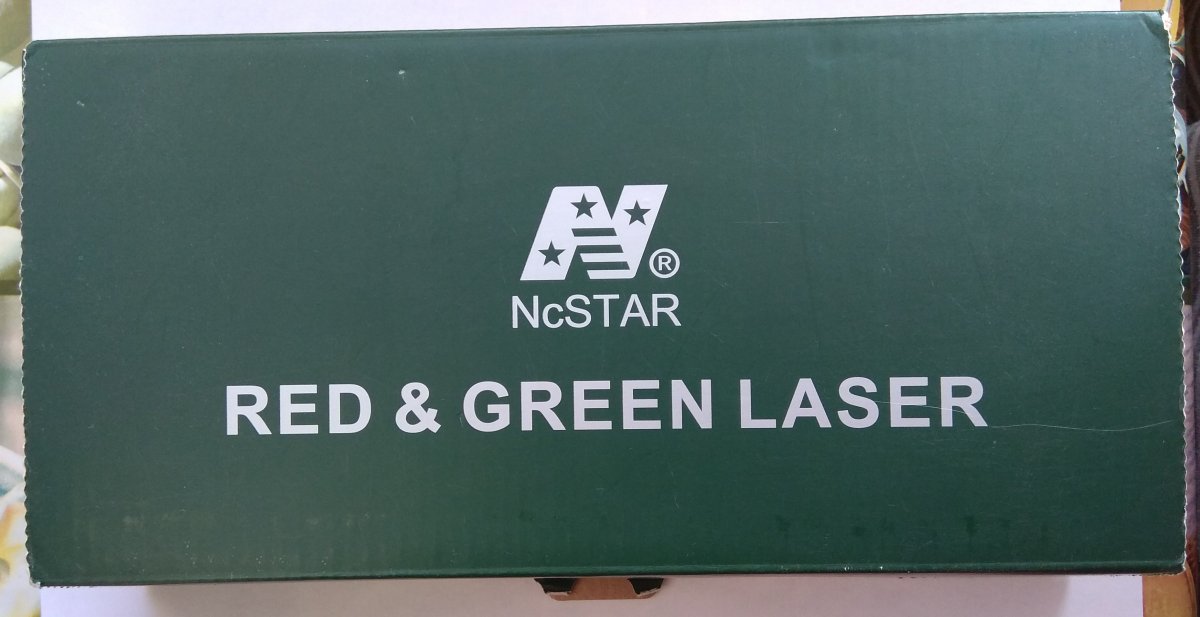 ®
NcSTAR
RED & GREEN LASER